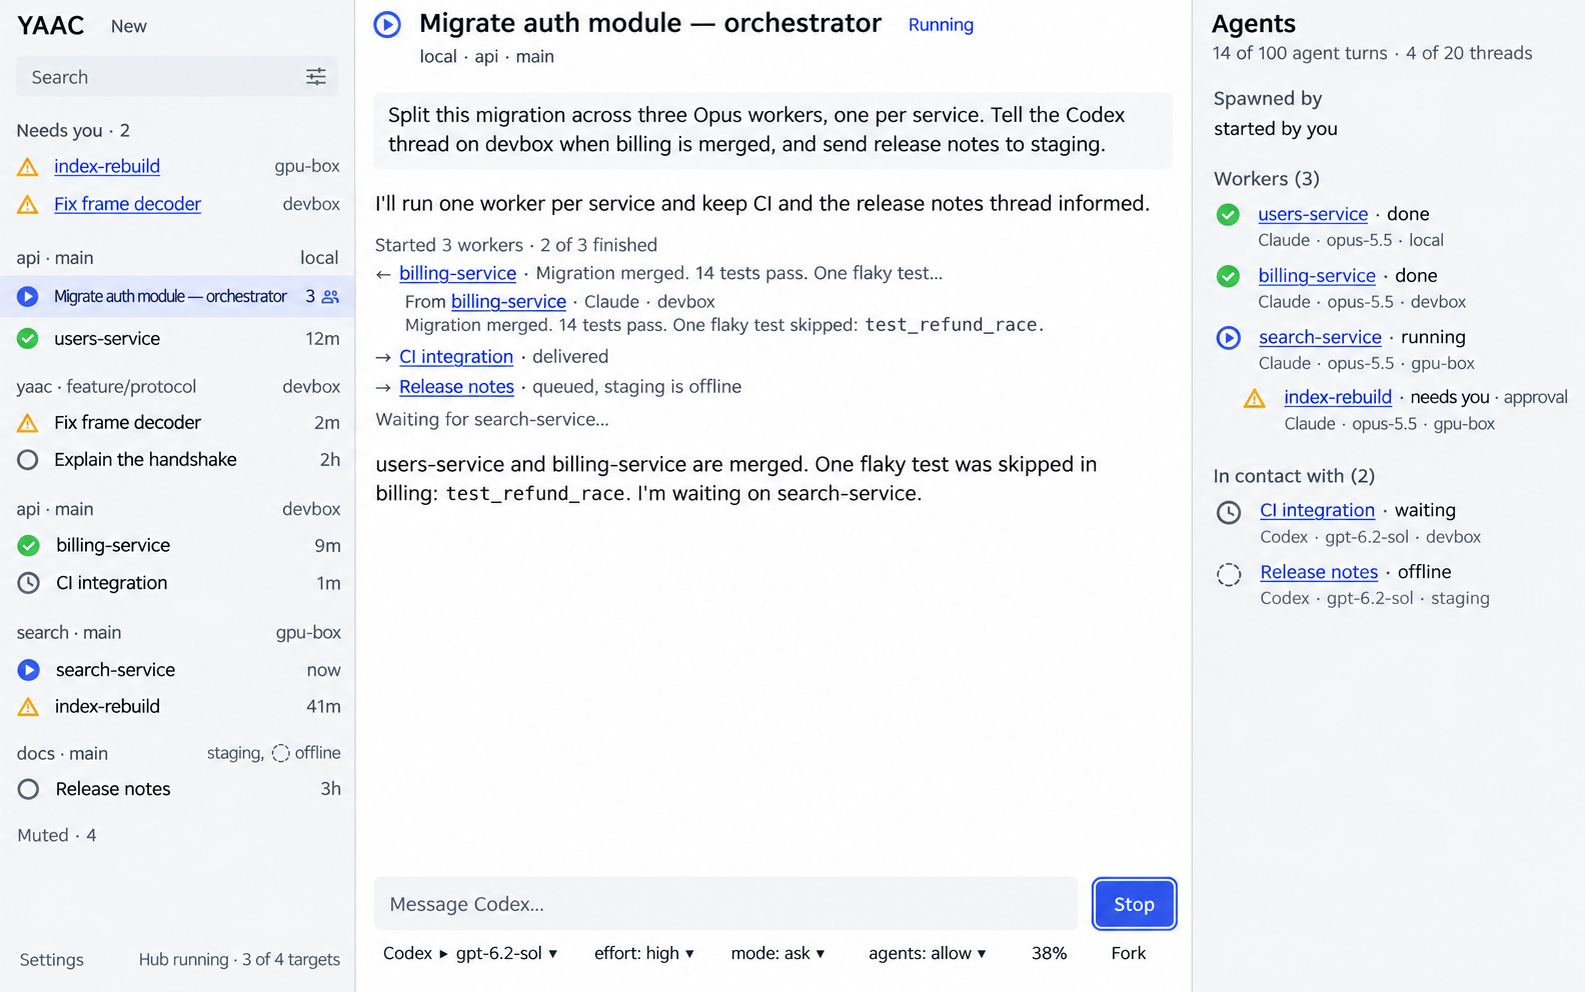 YAAC New
Search
Needs you · 2
index-rebuild gpu-box
Fix frame decoder devbox
api · main local
Migrate auth module — orchestrator 3
users-service 12m
yaac · feature/protocol devbox
Fix frame decoder 2m
Explain the handshake 2h
api · main devbox
billing-service 9m
CI integration 1m
search · main gpu-box
search-service now
index-rebuild 41m
docs · main staging, offline
Release notes 3h
Muted · 4
Settings Hub running · 3 of 4 targets
Migrate auth module — orchestrator Running
local · api · main
Split this migration across three Opus workers, one per service. Tell the Codex
thread on devbox when billing is merged, and send release notes to staging.
I'll run one worker per service and keep CI and the release notes thread informed.
Started 3 workers · 2 of 3 finished
← billing-service · Migration merged. 14 tests pass. One flaky test...
From billing-service · Claude · devbox
Migration merged. 14 tests pass. One flaky test skipped: test_refund_race.
→ CI integration · delivered
→ Release notes · queued, staging is offline
Waiting for search-service...
users-service and billing-service are merged. One flaky test was skipped in
billing: test_refund_race. I'm waiting on search-service.
Message Codex...
Stop
Codex ▸ gpt-6.2-sol ▾ effort: high ▾ mode: ask ▾ agents: allow ▾ 38% Fork
Agents
14 of 100 agent turns · 4 of 20 threads
Spawned by
started by you
Workers (3)
users-service · done
Claude · opus-5.5 · local
billing-service · done
Claude · opus-5.5 · devbox
search-service · running
Claude · opus-5.5 · gpu-box
index-rebuild · needs you · approval
Claude · opus-5.5 · gpu-box
In contact with (2)
CI integration · waiting
Codex · gpt-6.2-sol · devbox
Release notes · offline
Codex · gpt-6.2-sol · staging